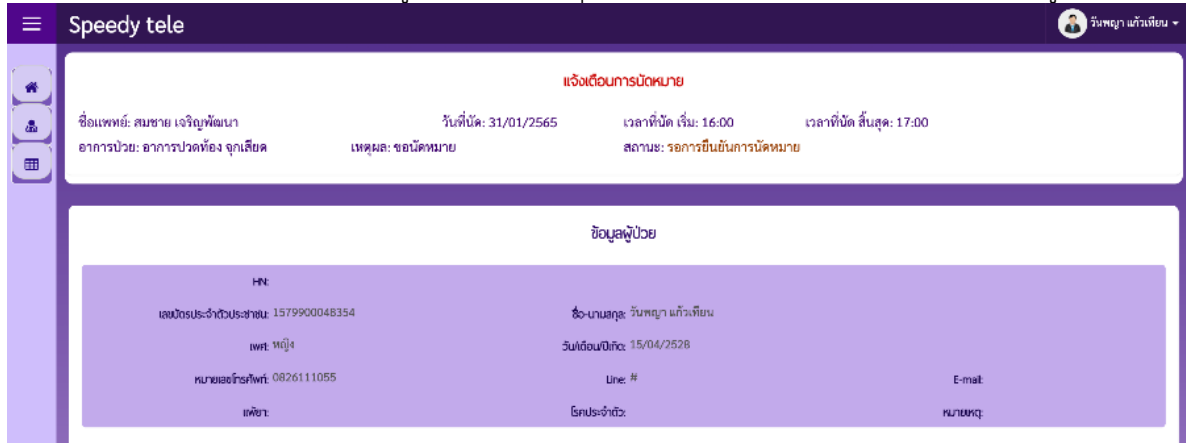 Speedy tele
วันพญา แก้วเทียน
แจ้งเตือนการนัดหมาย
ชื่อแพทย์: สมชาย เจริญพัฒนา วันที่นัด: 31/01/2565 เวลาที่นัด เริ่ม: 16:00 เวลาที่นัด สิ้นสุด: 17:00
อาการป่วย: อาการปวดท้อง จุกเสียด เหตุผล: ขอนัดหมาย สถานะ: รอการยืนยันการนัดหมาย
ข้อมูลผู้ป่วย
HN:
เลขบัตรประจำตัวประชาชน: 1579900048354 ชื่อ-นามสกุล: วันพญา แก้วเทียน
เพศ: หญิง วัน/เดือน/ปีเกิด: 15/04/2528
หมายเลขโทรศัพท์: 0826111055 Line: # E-mail:
แพ้ยา: โรคประจำตัว: หมายเหตุ: